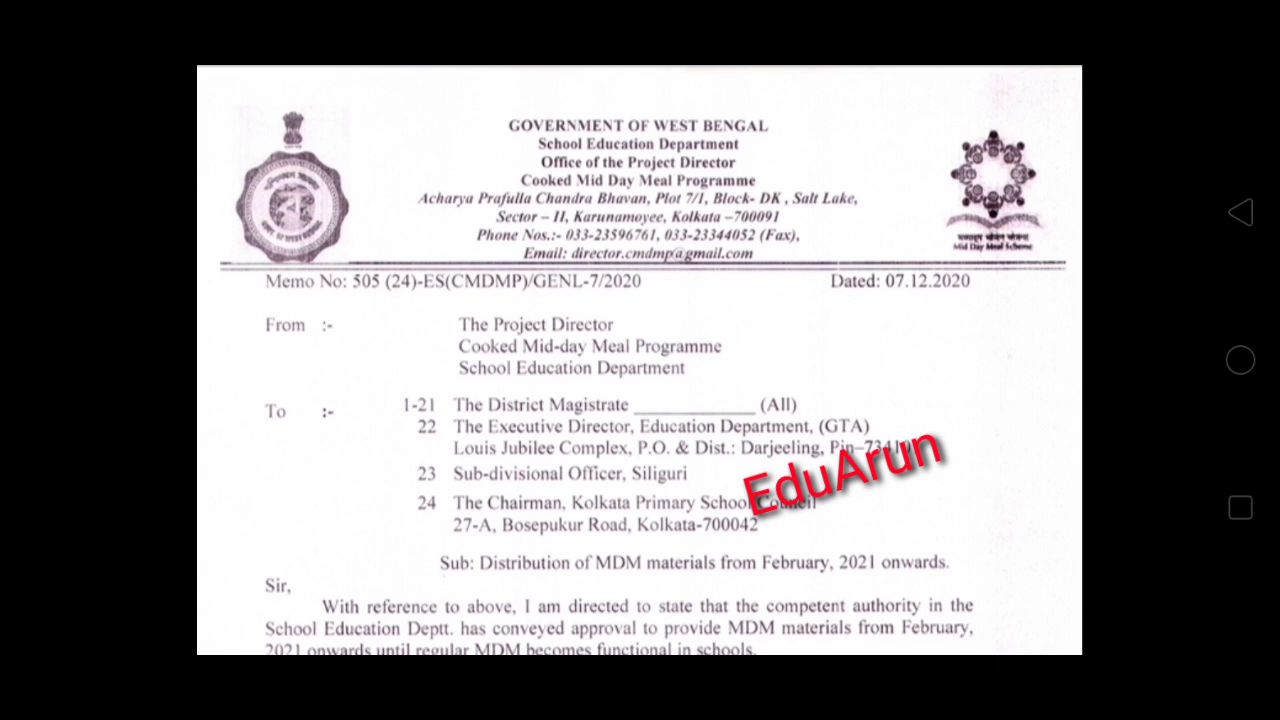 GOVERNMENT OF WEST BENGAL
School Education Department
Office of the Project Director
Cooked Mid Day Meal Programme
Acharya Prafulla Chandra Bhavan, Plot 7/1, Block- DK , Salt Lake,
Sector – II, Karunamoyee, Kolkata –700091
Phone Nos.:- 033-23596761, 033-23344052 (Fax),
Email: director.cmdmp@gmail.com
Mid Day Meal Scheme
Memo No: 505 (24)-ES(CMDMP)/GENL-7/2020 Dated: 07.12.2020
From :- The Project Director
Cooked Mid-day Meal Programme
School Education Department
To :- 1-21 The District Magistrate ____________ (All)
22 The Executive Director, Education Department, (GTA)
Louis Jubilee Complex, P.O. & Dist.: Darjeeling,
EduArun
23 Sub-divisional Officer, Siliguri
24 The Chairman, Kolkata Primary School Council
27-A, Bosepukur Road, Kolkata-700042
Sub: Distribution of MDM materials from February, 2021 onwards.
Sir,
With reference to above, I am directed to state that the competent authority in the
School Education Deptt. has conveyed approval to provide MDM materials from February,
2021 onwards until regular MDM becomes functional in schools.